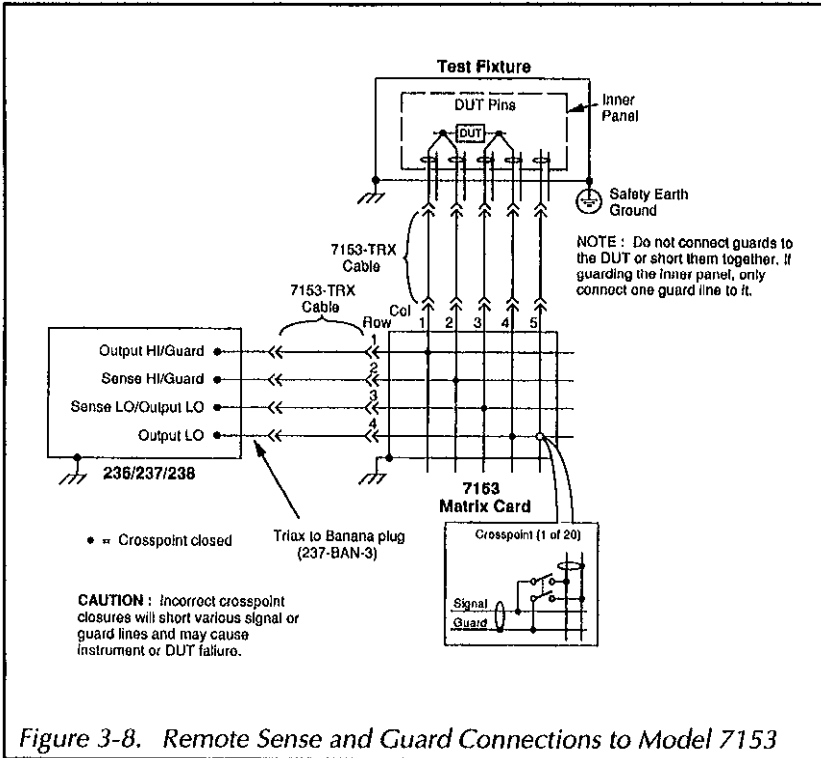 Test Fixture
DUT Pins
Inner
Panel
DUT
Safety Earth
Ground
NOTE : Do not connect guards to
the DUT or short them together. If
guarding the inner panel, only
connect one guard line to it.
7153-TRX
Cable
7153-TRX
Cable
Row
Col
1
2
3
4
5
1
2
3
4
Output HI/Guard
Sense HI/Guard
Sense LO/Output LO
Output LO
236/237/238
7153
Matrix Card
● = Crosspoint closed
Triax to Banana plug
(237-BAN-3)
Crosspoint (1 of 20)
Signal
Guard
CAUTION : Incorrect crosspoint
closures will short various signal or
guard lines and may cause
instrument or DUT failure.
Figure 3-8. Remote Sense and Guard Connections to Model 7153